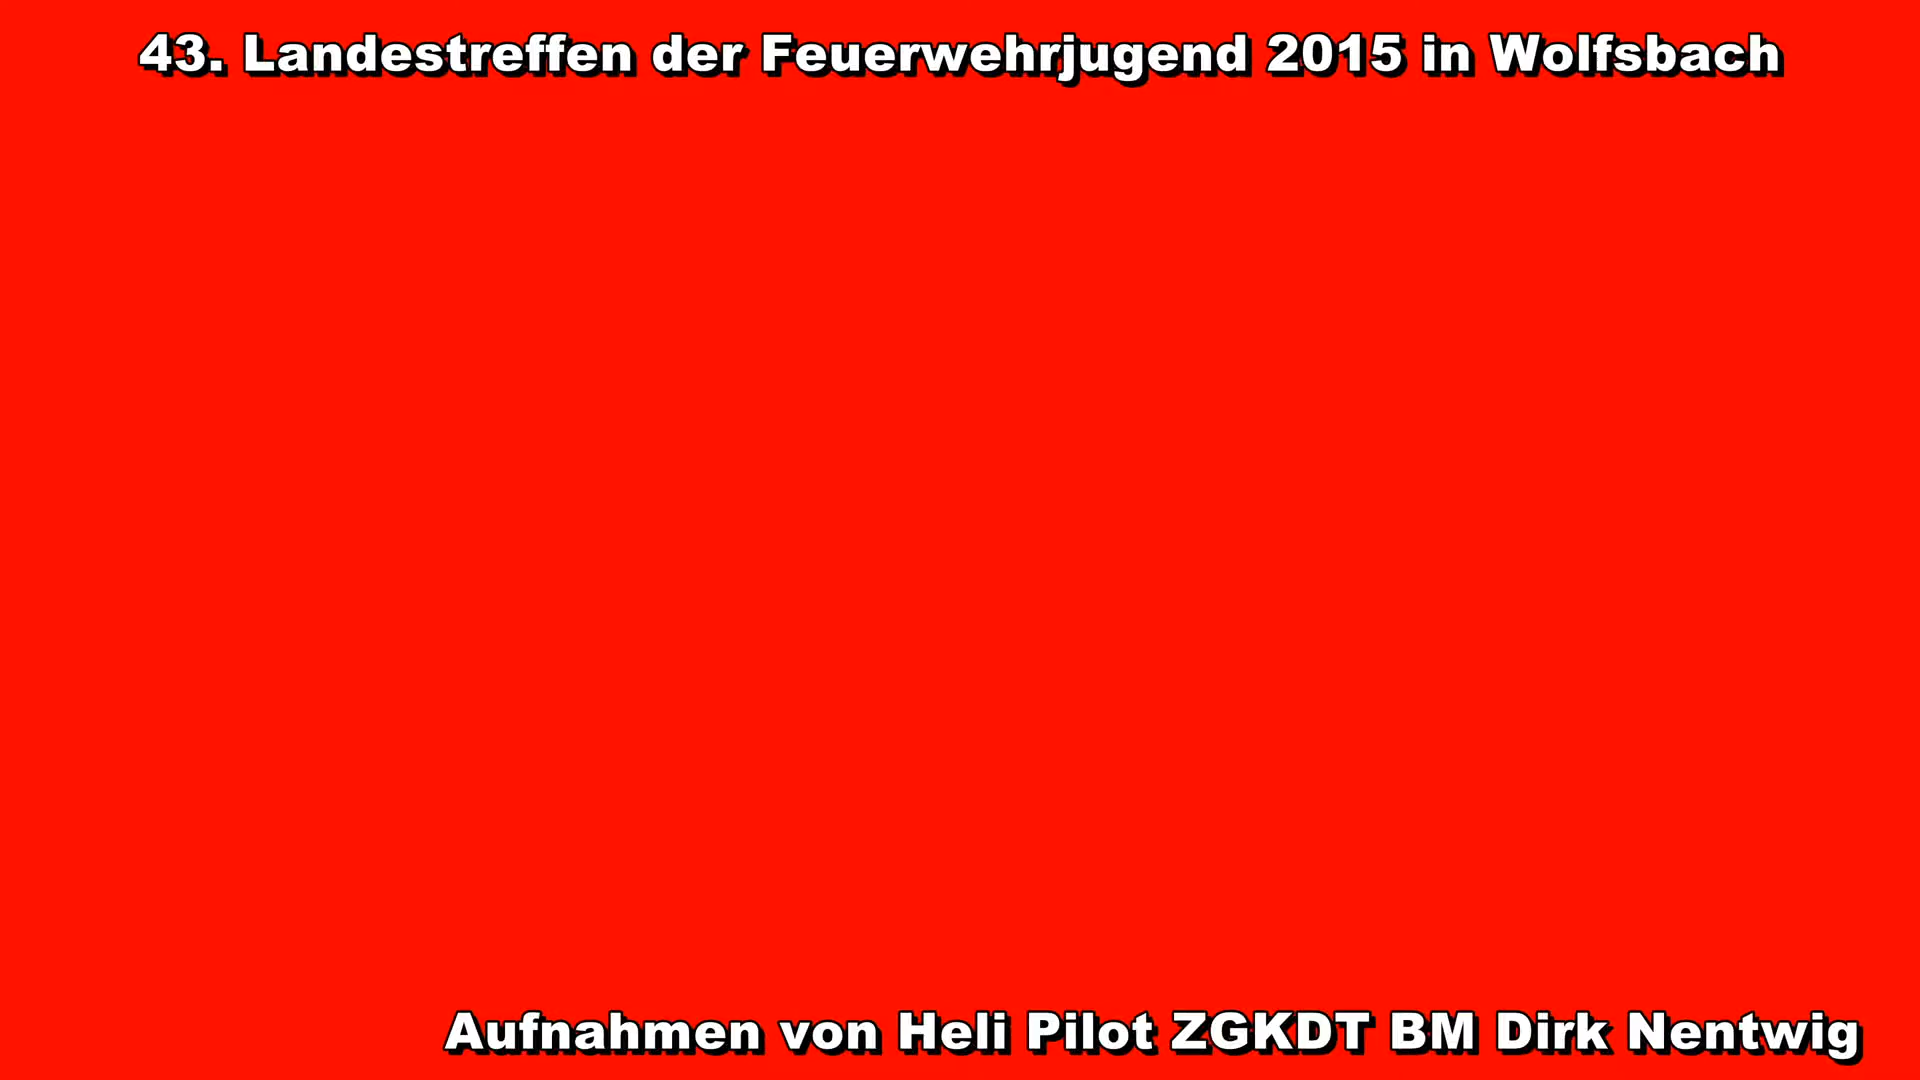 43. Landestreffen der Feuerwehrjugend 2015 in Wolfsbach
Aufnahmen von Heli Pilot ZGKDT BM Dirk Nentwig